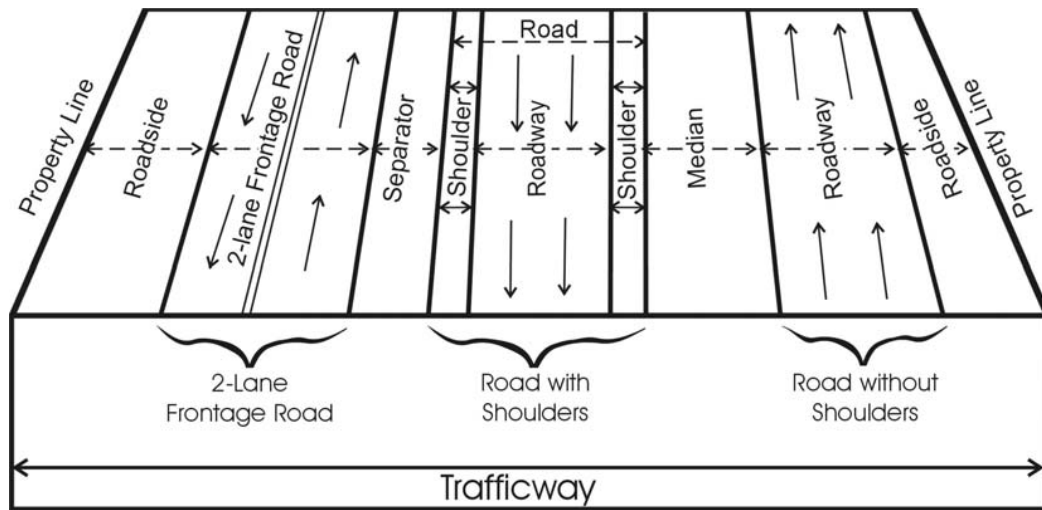 Road
Property Line
Roadside
2-lane Frontage Road
Separator
Shoulder
Roadway
Shoulder
Median
Roadway
Roadside
Property Line
2-Lane
Frontage Road
Road with
Shoulders
Road without
Shoulders
Trafficway